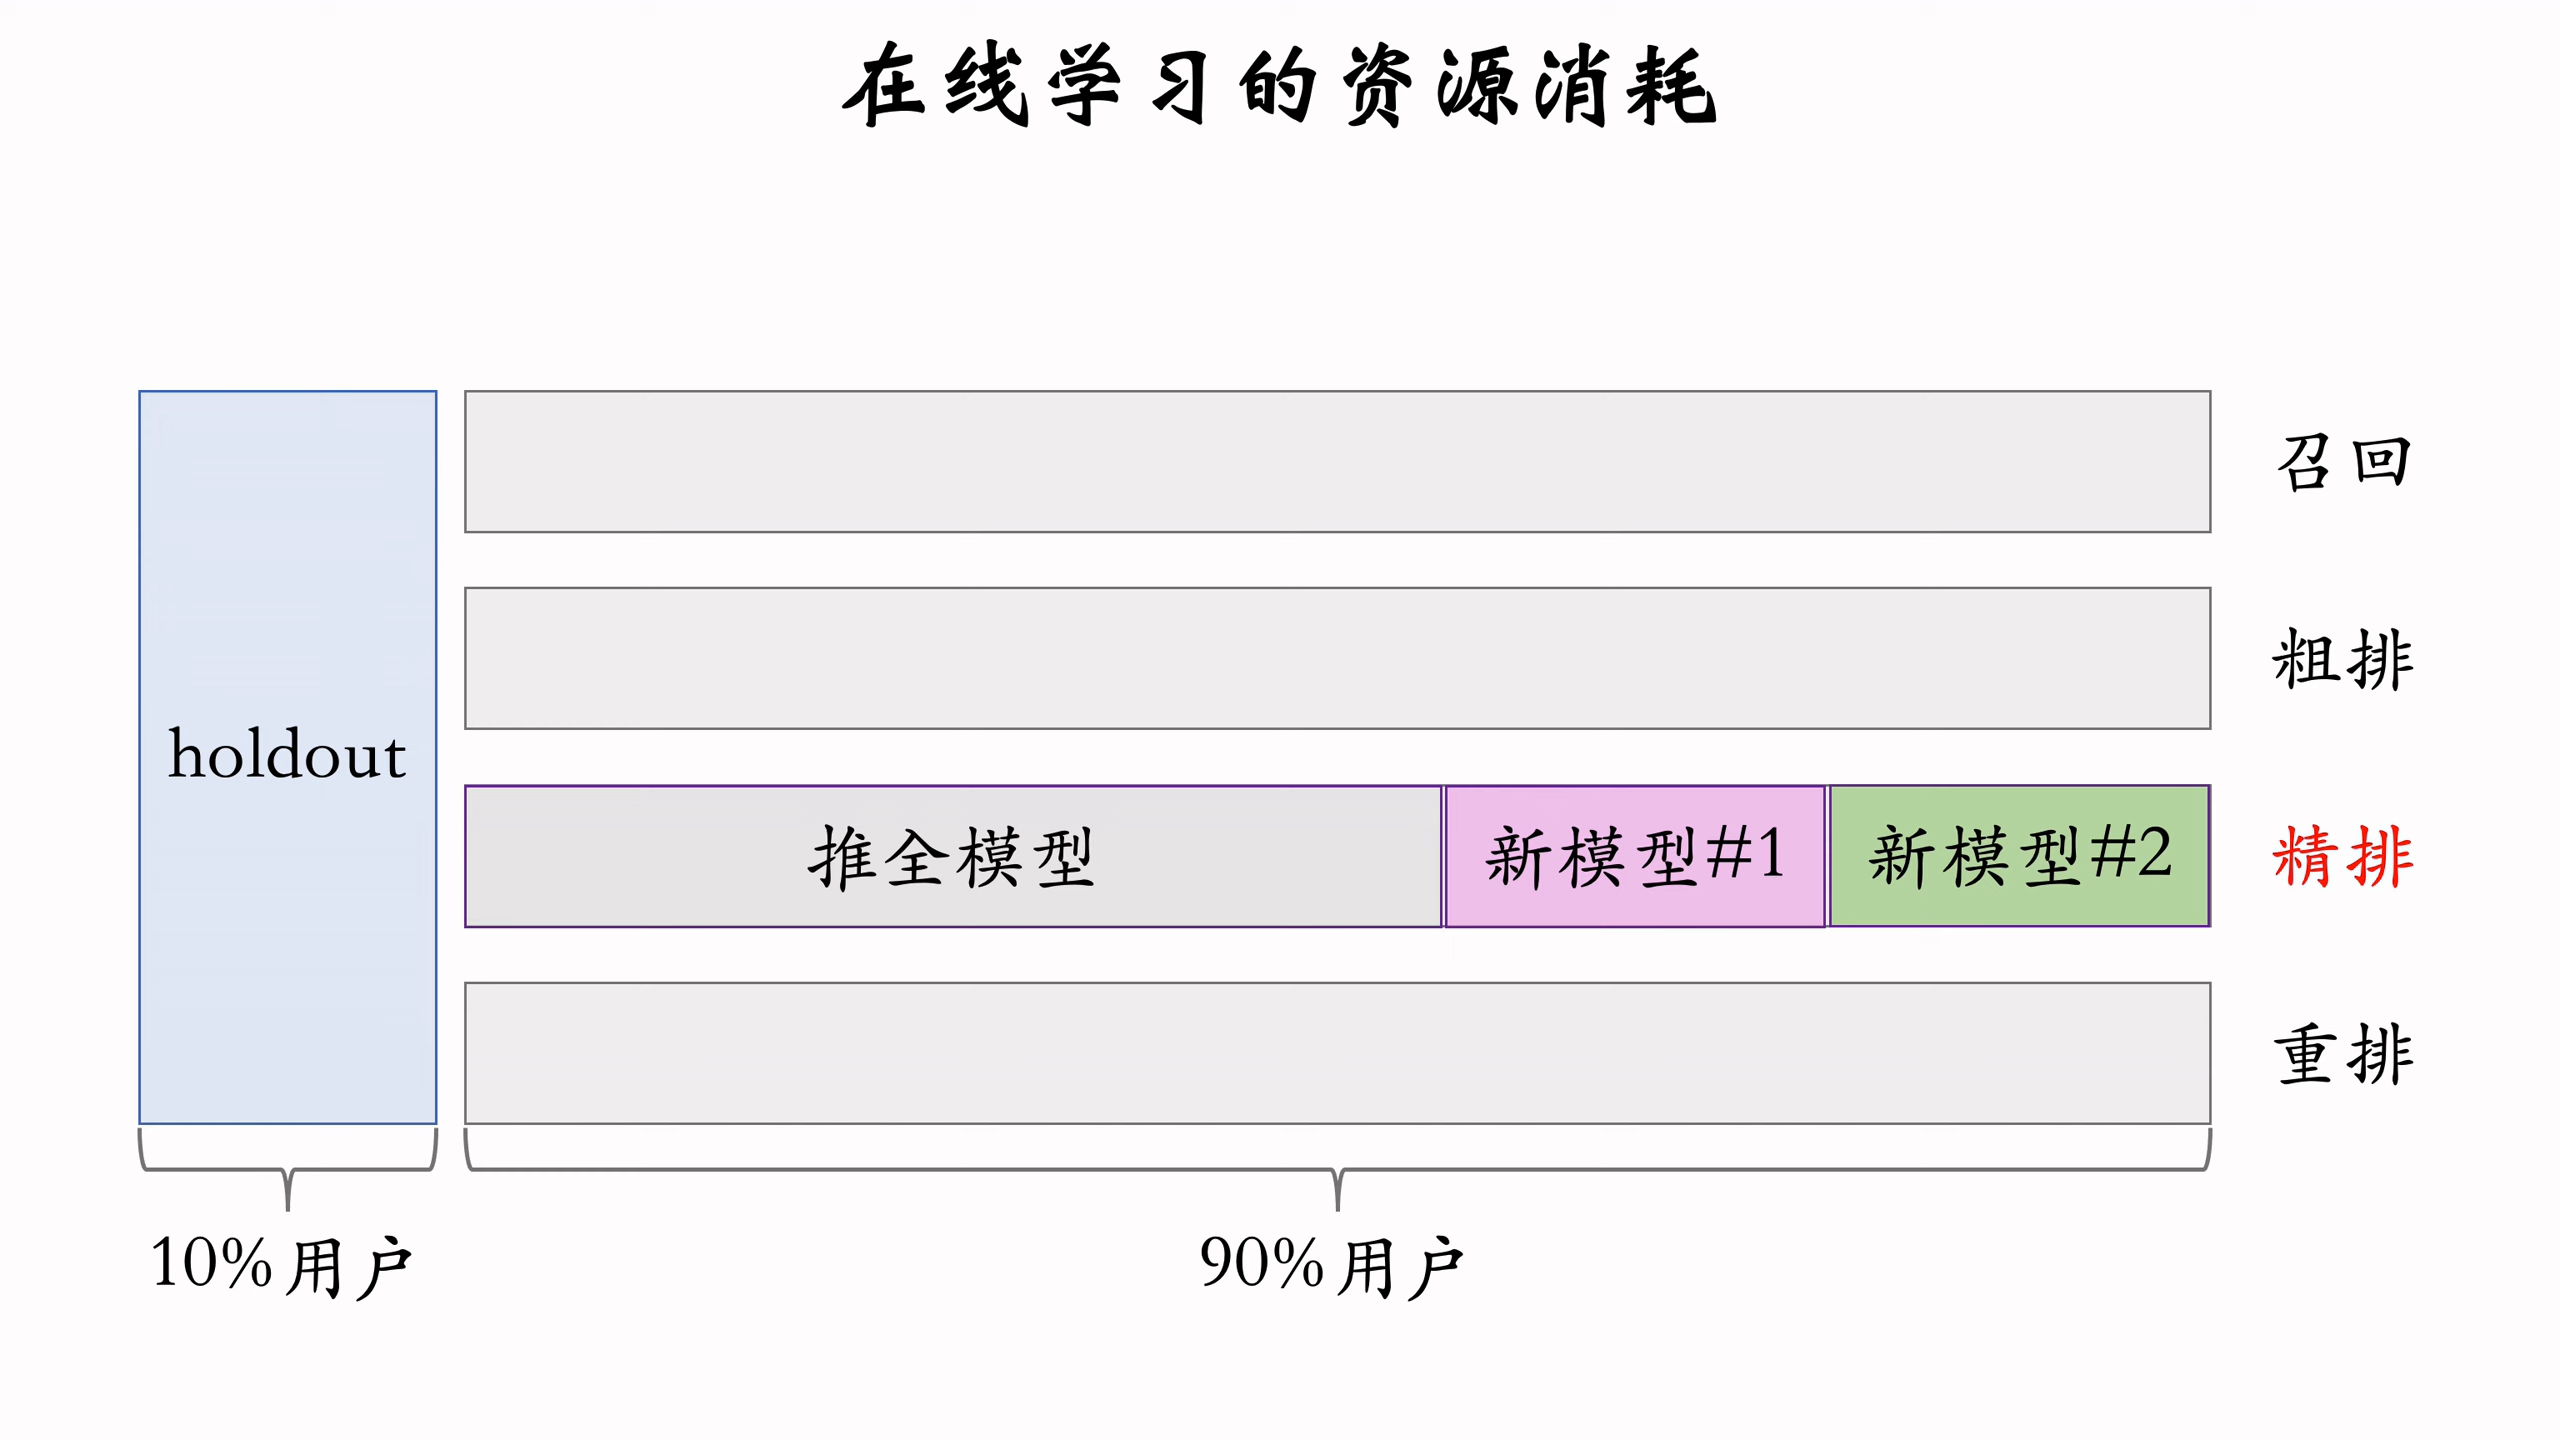 在线学习的资源消耗
召回
粗排
holdout
推全模型
新模型#1
新模型#2
精排
重排
10%用户
90%用户